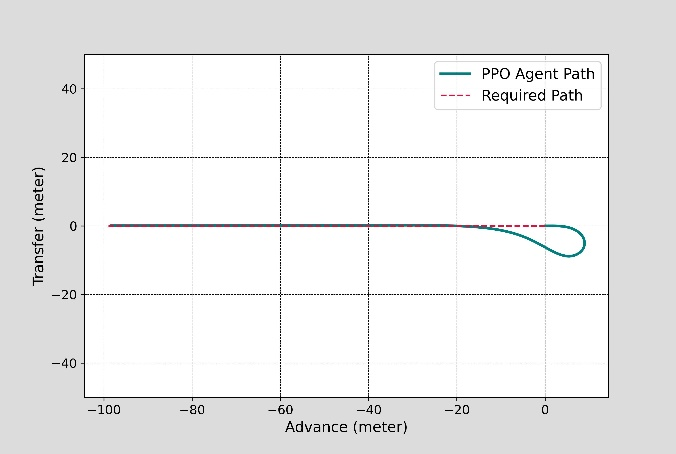 PPO Agent Path
Required Path
40
20
0
−20
−40
Transfer (meter)
−100
−80
−60
−40
−20
0
Advance (meter)